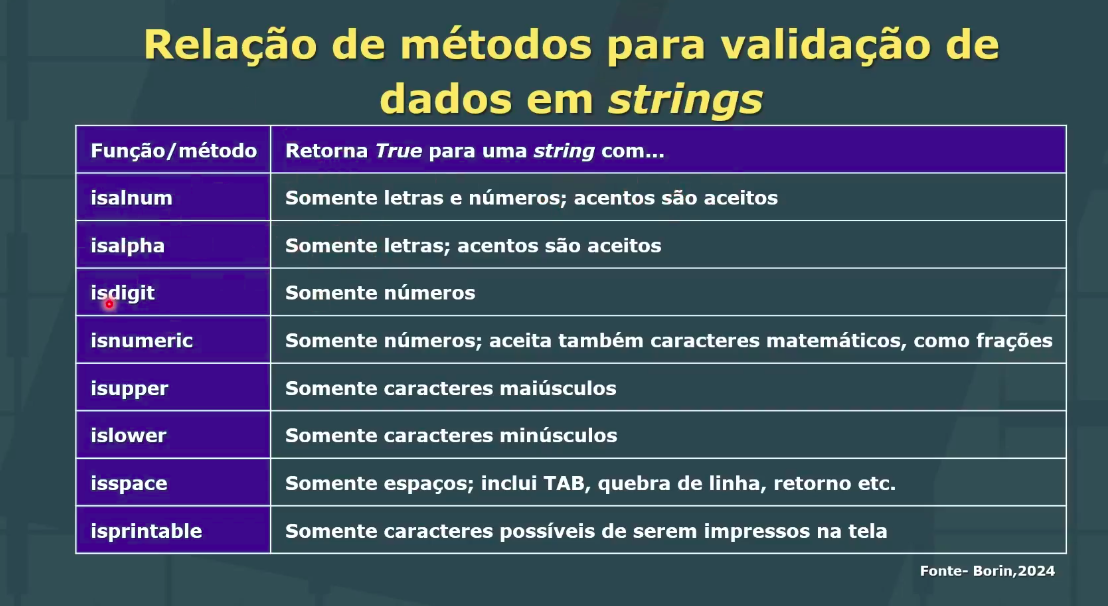 Relação de métodos para validação de
dados em strings
Função/método Retorna True para uma string com...
isalnum Somente letras e números; acentos são aceitos
isalpha Somente letras; acentos são aceitos
isdigit Somente números
isnumeric Somente números; aceita também caracteres matemáticos, como frações
isupper Somente caracteres maiúsculos
islower Somente caracteres minúsculos
isspace Somente espaços; inclui TAB, quebra de linha, retorno etc.
isprintable Somente caracteres possíveis de serem impressos na tela
Fonte- Borin,2024